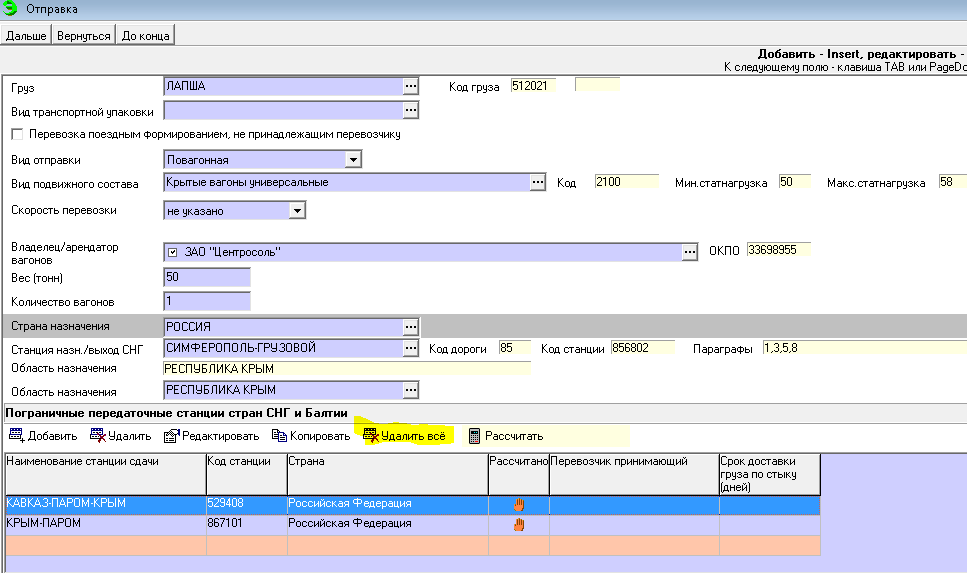 Отправка
Дальше Вернуться До конца
Добавить - Insert, редактировать -
К следующему полю - клавиша TAB или PageDo
Груз ЛАПША ... Код груза 512021
Вид транспортной упаковки ...
Перевозка поездным формированием, не принадлежащим перевозчику
Вид отправки Повагонная
Вид подвижного состава Крытые вагоны универсальные ... Код 2100 Мин.статнагрузка 50 Макс.статнагрузка 58
Скорость перевозки не указано
Владелец/арендатор
вагонов ЗАО "Центросоль" ... ОКПО 33698955
Вес (тонн) 50
Количество вагонов 1
Страна назначения РОССИЯ ...
Станция назн./выход СНГ СИМФЕРОПОЛЬ-ГРУЗОВОЙ ... Код дороги 85 Код станции 856802 Параграфы 1,3,5,8
Область назначения РЕСПУБЛИКА КРЫМ
Область назначения РЕСПУБЛИКА КРЫМ ...
Пограничные передаточные станции стран СНГ и Балтии
Добавить Удалить Редактировать Копировать Удалить всё Рассчитать
Наименование станции сдачи Код станции Страна Рассчитано Перевозчик принимающий Срок доставки
груза по стыку
(дней)
КАВКАЗ-ПАРОМ-КРЫМ 529408 Российская Федерация
КРЫМ-ПАРОМ 867101 Российская Федерация